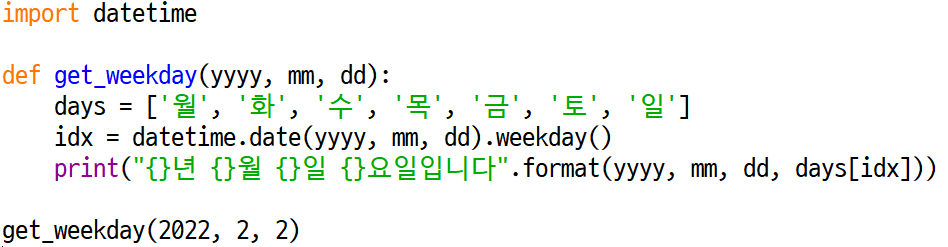 import datetime

def get_weekday(yyyy, mm, dd):
    days = ['월', '화', '수', '목', '금', '토', '일']
    idx = datetime.date(yyyy, mm, dd).weekday()
    print("{}년 {}월 {}일 {}요일입니다".format(yyyy, mm, dd, days[idx]))

get_weekday(2022, 2, 2)